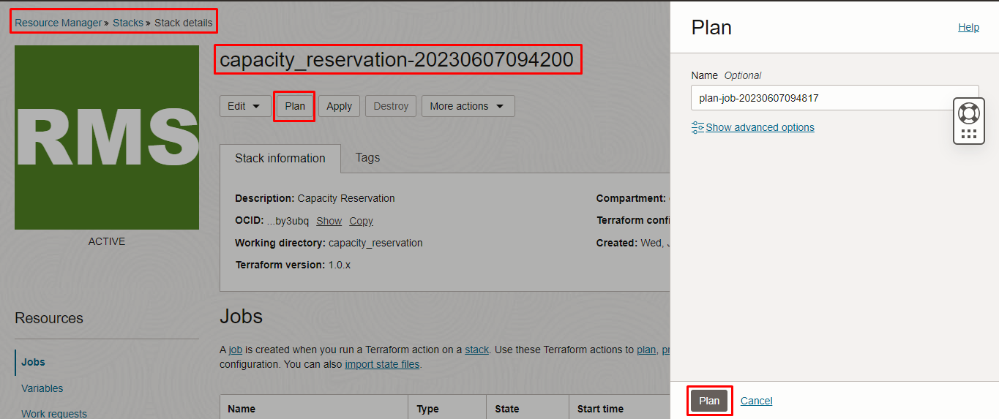 Resource Manager » Stacks » Stack details
RMS
ACTIVE
capacity_reservation-20230607094200
Edit Plan Apply Destroy More actions
Stack information Tags
Description: Capacity Reservation
OCID: ...by3ubq Show Copy
Working directory: capacity_reservation
Terraform version: 1.0.x
Compartment:
Terraform confi
Created: Wed,
Resources
Jobs
Variables
Work requests
Jobs
A job is created when you run a Terraform action on a stack. Use these Terraform actions to plan, pr
configuration. You can also import state files.
Name Type State Start time
Plan Help
Name Optional
plan-job-20230607094817
Show advanced options
Plan Cancel